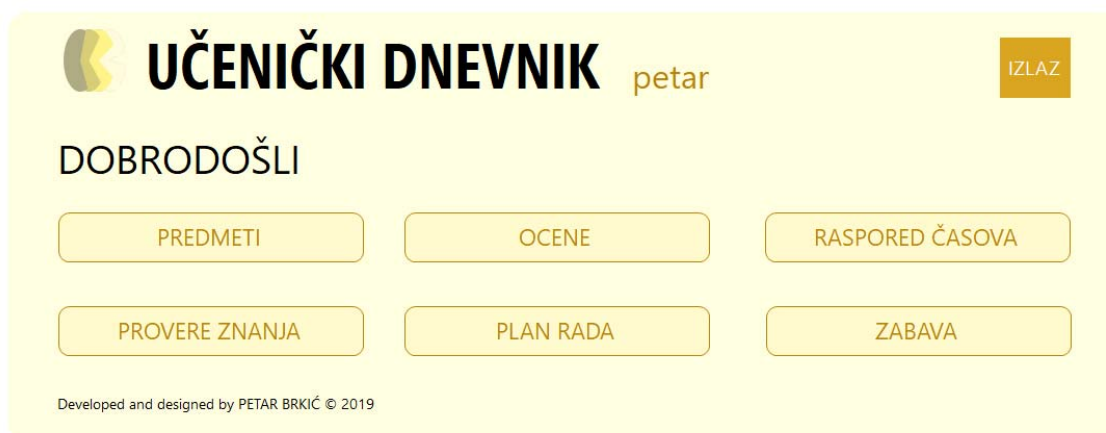 UČENIČKI DNEVNIK petar IZLAZ
DOBRODOŠLI
PREDMETI OCENE RASPORED ČASOVA
PROVERE ZNANJA PLAN RADA ZABAVA
Developed and designed by PETAR BRKIĆ © 2019